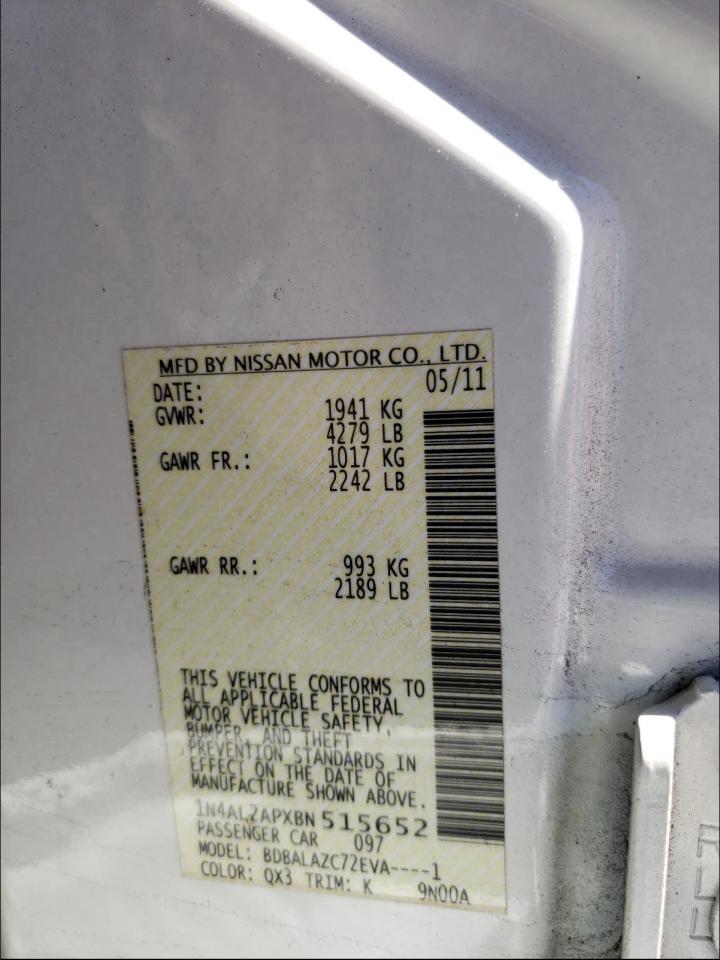 MFD BY NISSAN MOTOR CO., LTD.
DATE: 05/11
GVWR: 1941 KG
4279 LB
GAWR FR.: 1017 KG
2242 LB
GAWR RR.: 993 KG
2189 LB
THIS VEHICLE CONFORMS TO
ALL APPLICABLE FEDERAL
MOTOR VEHICLE SAFETY,
BUMPER, AND THEFT
PREVENTION STANDARDS IN
EFFECT ON THE DATE OF
MANUFACTURE SHOWN ABOVE.
1N4AL2APXBN515652
PASSENGER CAR 097
MODEL: BDBALAZC72EVA----1
COLOR: QX3 TRIM: K 9N00A